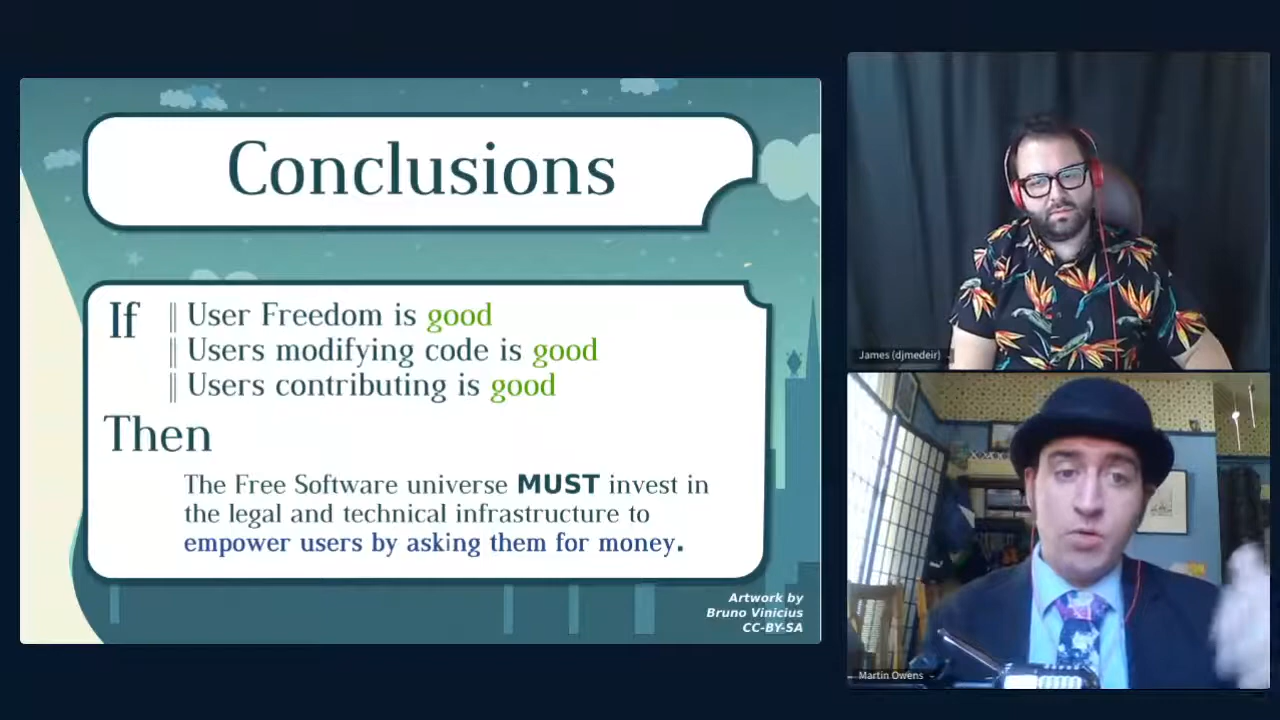 Conclusions
If
User Freedom is good
Users modifying code is good
Users contributing is good
Then
The Free Software universe MUST invest in
the legal and technical infrastructure to
empower users by asking them for money.
Artwork by
Bruno Vinicius
CC-BY-SA
James (djmedeir)
Martin Owens